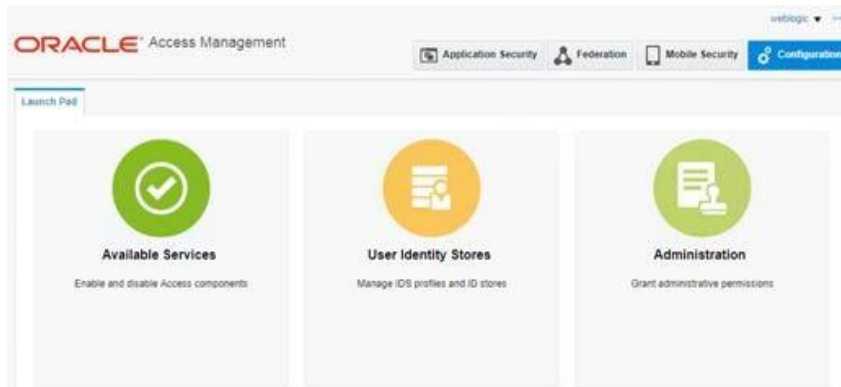 weblogic
ORACLE Access Management
Application Security Federation Mobile Security Configuration
Launch Pad
Available Services User Identity Stores Administration
Enable and disable Access components Manage IDS profiles and ID stores Grant administrative permissions